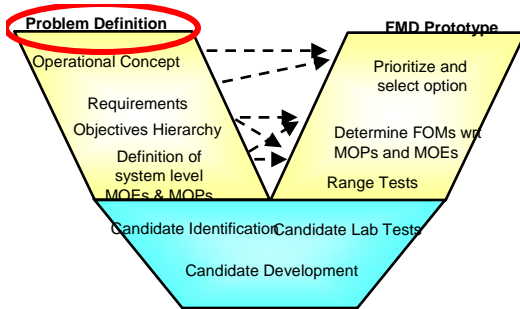 Problem Definition
Operational Concept
Requirements
Objectives Hierarchy
Definition of
system level
MOEs & MOPs
FMD Prototype
Prioritize and
select option
Determine FOMs wrt
MOPs and MOEs
Range Tests
Candidate Identification
Candidate Lab Tests
Candidate Development